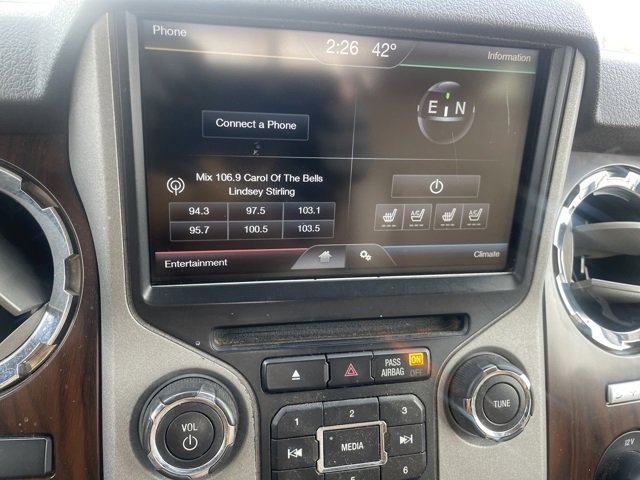 Phone
2:26 42°
Information
E N
Connect a Phone
Mix 106.9 Carol Of The Bells
Lindsey Stirling
94.3 97.5 103.1
95.7 100.5 103.5
A/C A/C
Entertainment
Climate
PASS AIRBAG ON
OFF
VOL
1 2 3
MEDIA
5 6
TUNE
12V